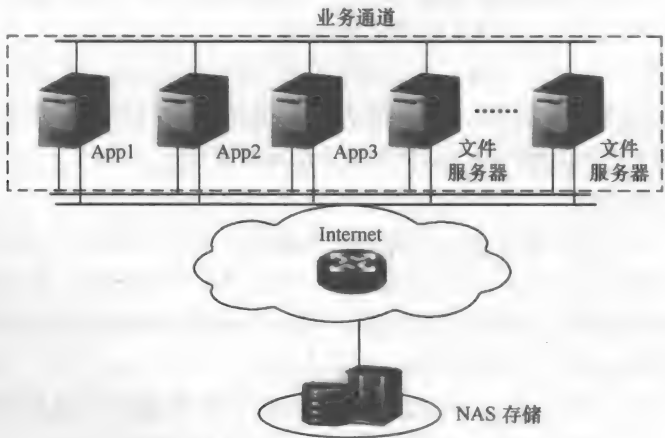 业务通道
App1
App2
App3
......
文件
服务器
文件
服务器
Internet
NAS 存储